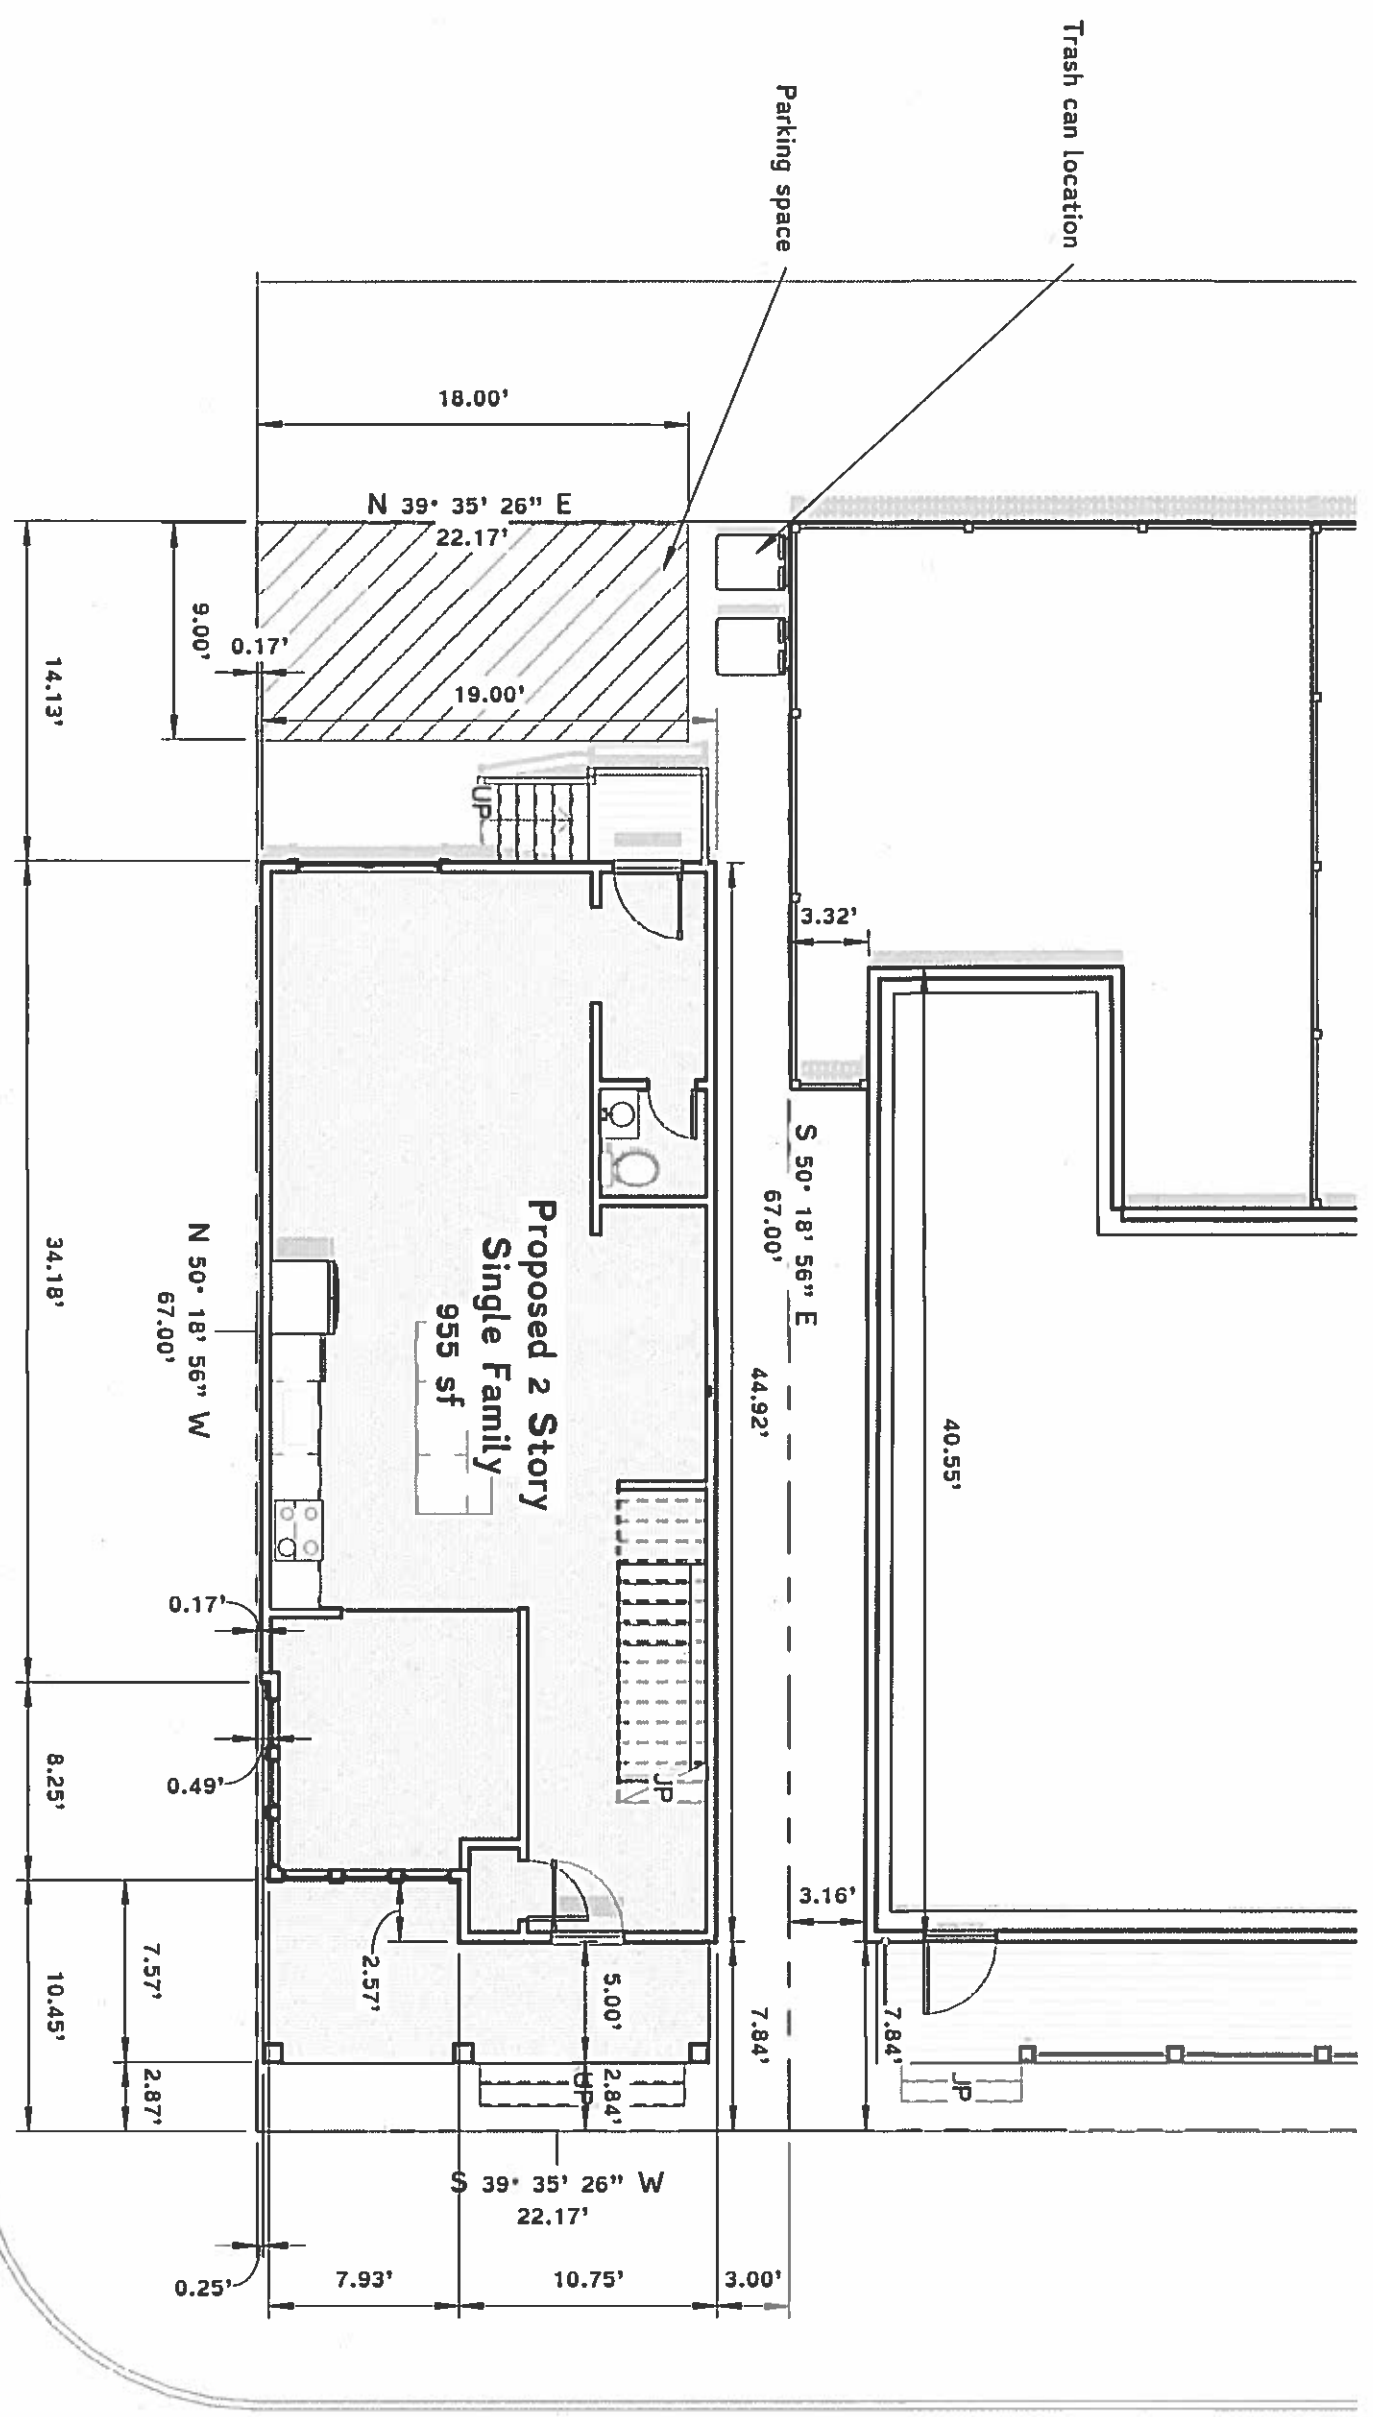 Trash can location
Parking space
18.00'
N 39• 35' 26" E
22.17'
9.00'
0.17'
14.13'
19.00'
UP
3.32'
S 50• 18' 56" E
67.00'
Proposed 2 Story
Single Family
955 sf
34.18'
N 50• 18' 56" W
67.00'
44.92'
40.55'
0.17'
0.49'
8.25'
JP
3.16'
2.57'
5.00'
7.84'
7.84'
7.57'
10.45'
2.87'
UP
2.84'
JP
S 39• 35' 26" W
22.17'
0.25'
7.93'
10.75'
3.00'